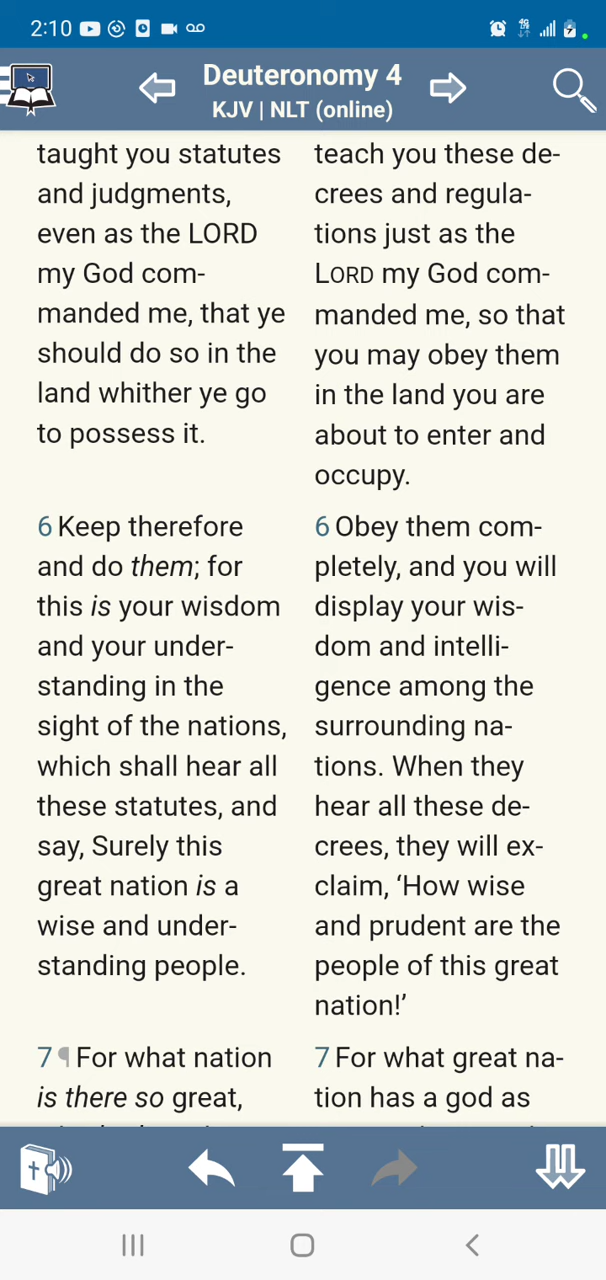 2:10
Deuteronomy 4
KJV | NLT (online)
taught you statutes
and judgments,
even as the LORD
my God com-
manded me, that ye
should do so in the
land whither ye go
to possess it.
6 Keep therefore
and do them; for
this is your wisdom
and your under-
standing in the
sight of the nations,
which shall hear all
these statutes, and
say, Surely this
great nation is a
wise and under-
standing people.
7 ¶ For what nation
is there so great,
teach you these de-
crees and regula-
tions just as the
LORD my God com-
manded me, so that
you may obey them
in the land you are
about to enter and
occupy.
6 Obey them com-
pletely, and you will
display your wis-
dom and intelli-
gence among the
surrounding na-
tions. When they
hear all these de-
crees, they will ex-
claim, ‘How wise
and prudent are the
people of this great
nation!’
7 For what great na-
tion has a god as